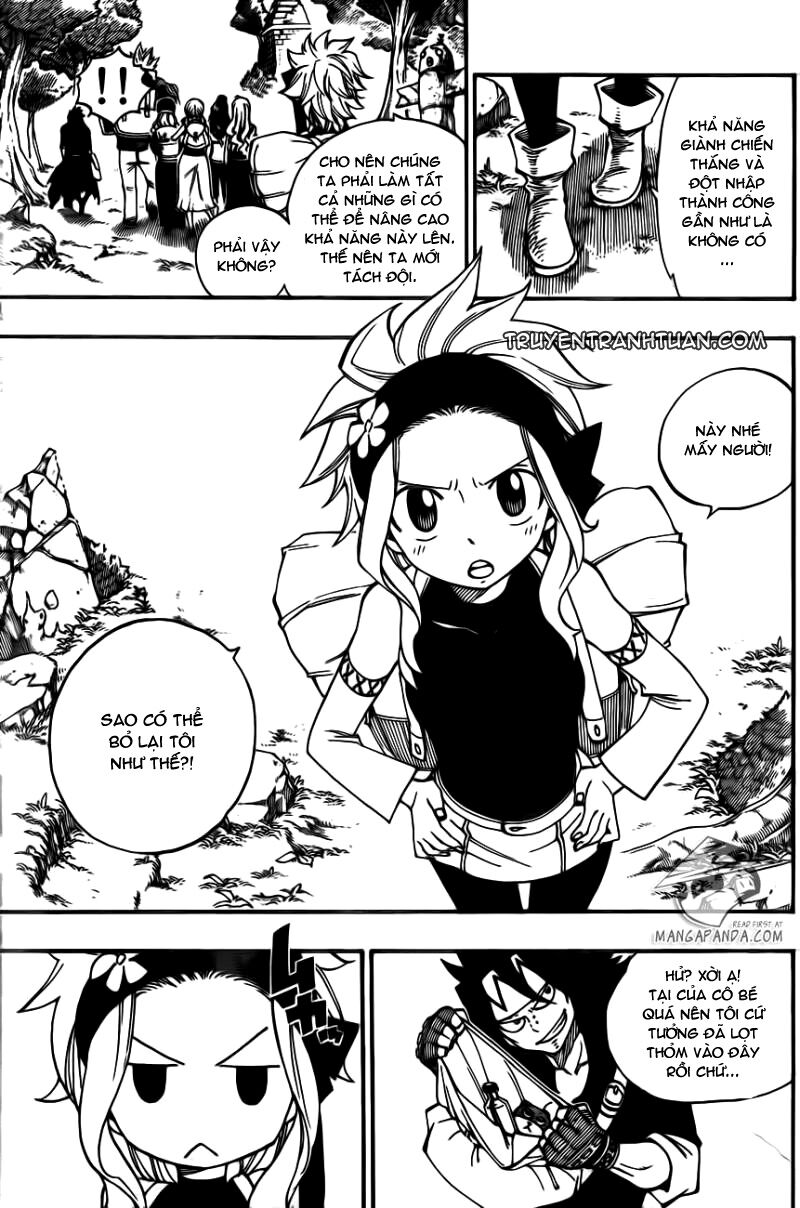 KHẢ NĂNG
GIÀNH CHIẾN
THẮNG VÀ
ĐỘT NHẬP
THÀNH CÔNG
GẦN NHƯ LÀ
KHÔNG CÓ
...
!!
CHO NÊN CHÚNG
TA PHẢI LÀM TẤT
CẢ NHỮNG GÌ CÓ
THỂ ĐỂ NÂNG CAO
KHẢ NĂNG NÀY LÊN.
THẾ NÊN TA MỚI
TÁCH ĐỘI.
PHẢI VẬY
KHÔNG?
TRUYENTRANHTUAN.COM
NÀY NHÉ
MẤY NGƯỜI!
SAO CÓ THỂ
BỎ LẠI TÔI
NHƯ THẾ?!
READ FIRST AT
MANGAPANDA.COM
HỬ? XỜI Ạ!
TẠI CỦA CÔ BÉ
QUÁ NÊN TÔI CỨ
TƯỞNG ĐÃ LỌT
THỎM VÀO ĐÂY
RỒI CHỨ...